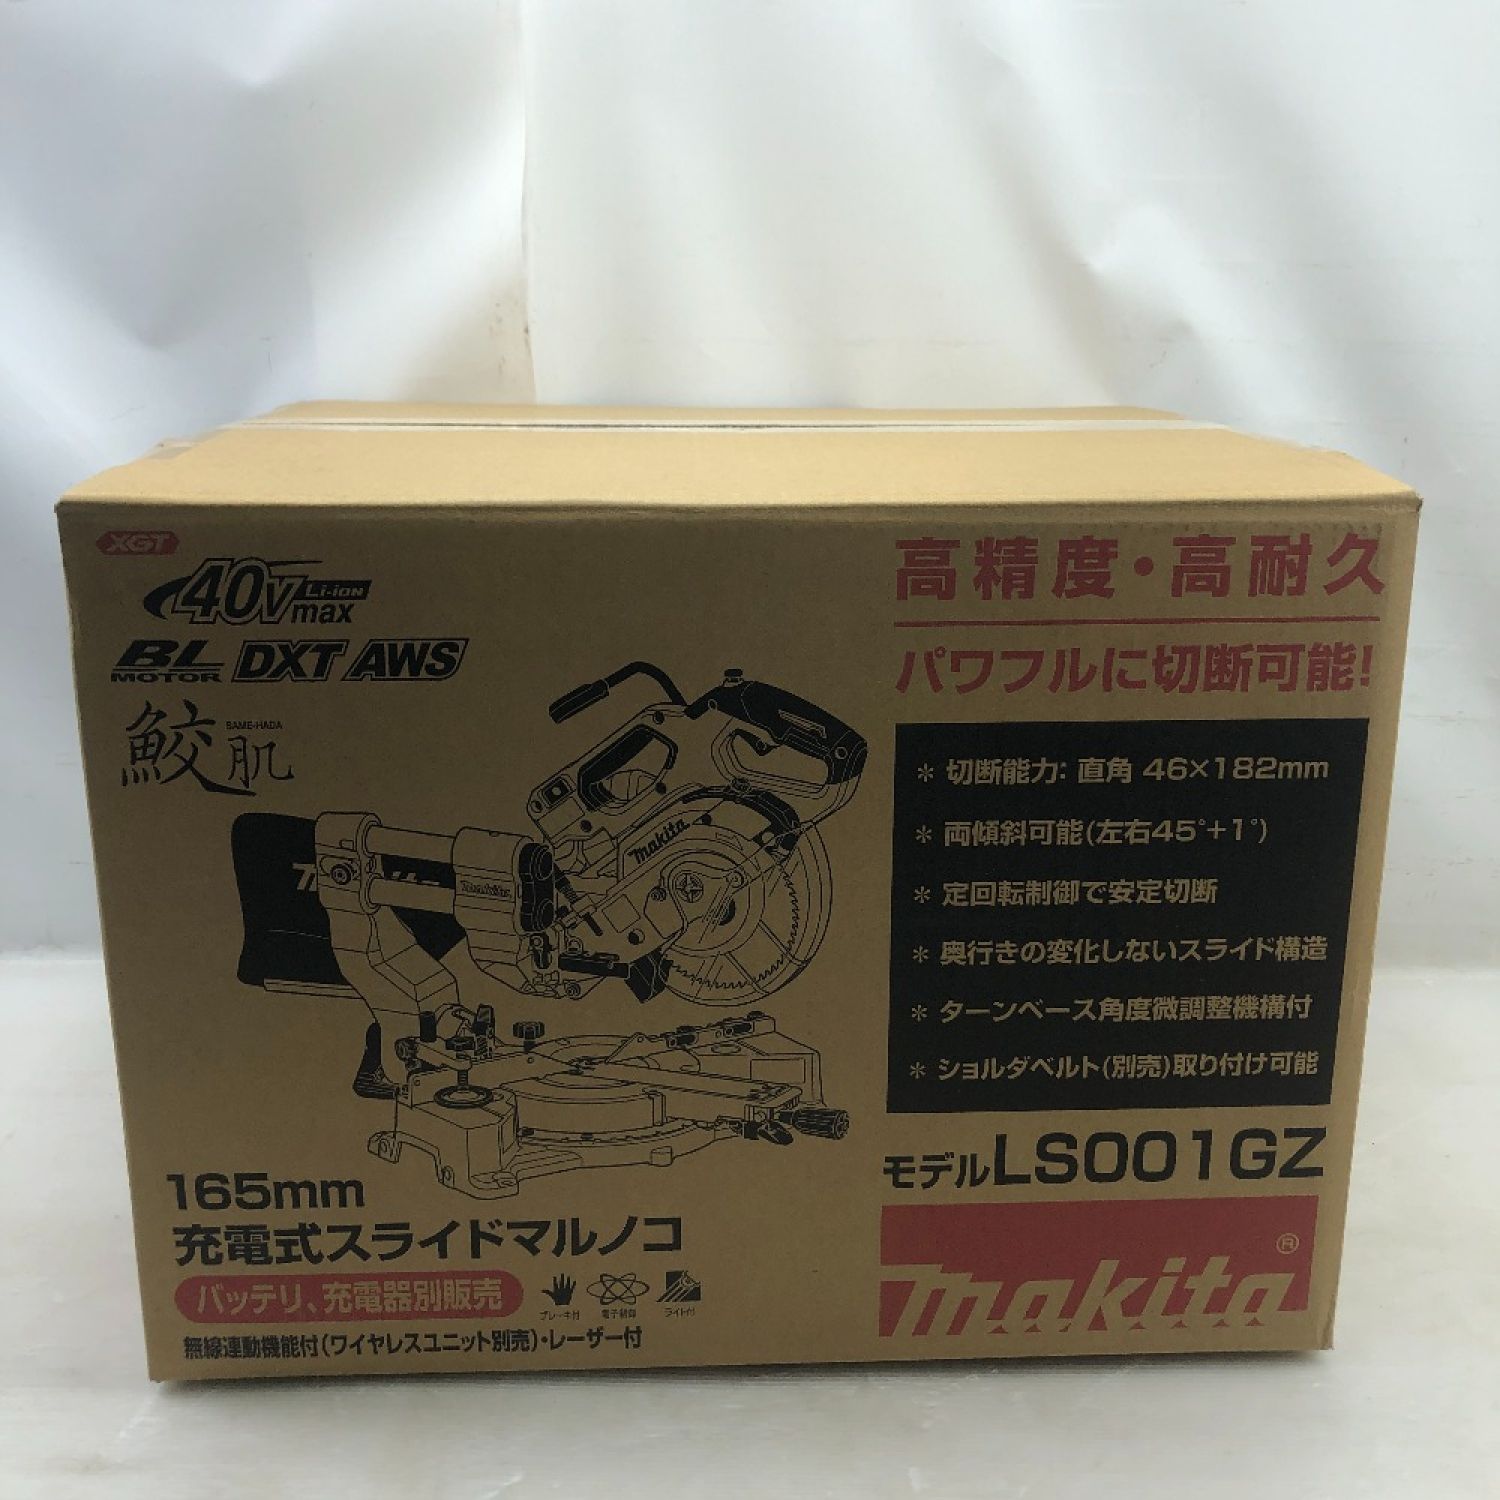 XGT
40Vmax Li-ion
BL MOTOR DXT AWS
鮫肌 SAME-HADA
高精度・高耐久
パワフルに切断可能!
＊ 切断能力: 直角 46×182mm
＊ 両傾斜可能(左右45°+1°)
＊ 定回転制御で安定切断
＊ 奥行きの変化しないスライド構造
＊ ターンベース角度微調整機構付
＊ ショルダベルト(別売)取り付け可能
makita
makita
モデルLS001GZ
makita®
165mm
充電式スライドマルノコ
バッテリ、充電器別販売
ブレーキ付 電子制御 ライト付
無線連動機能付(ワイヤレスユニット別売)・レーザー付